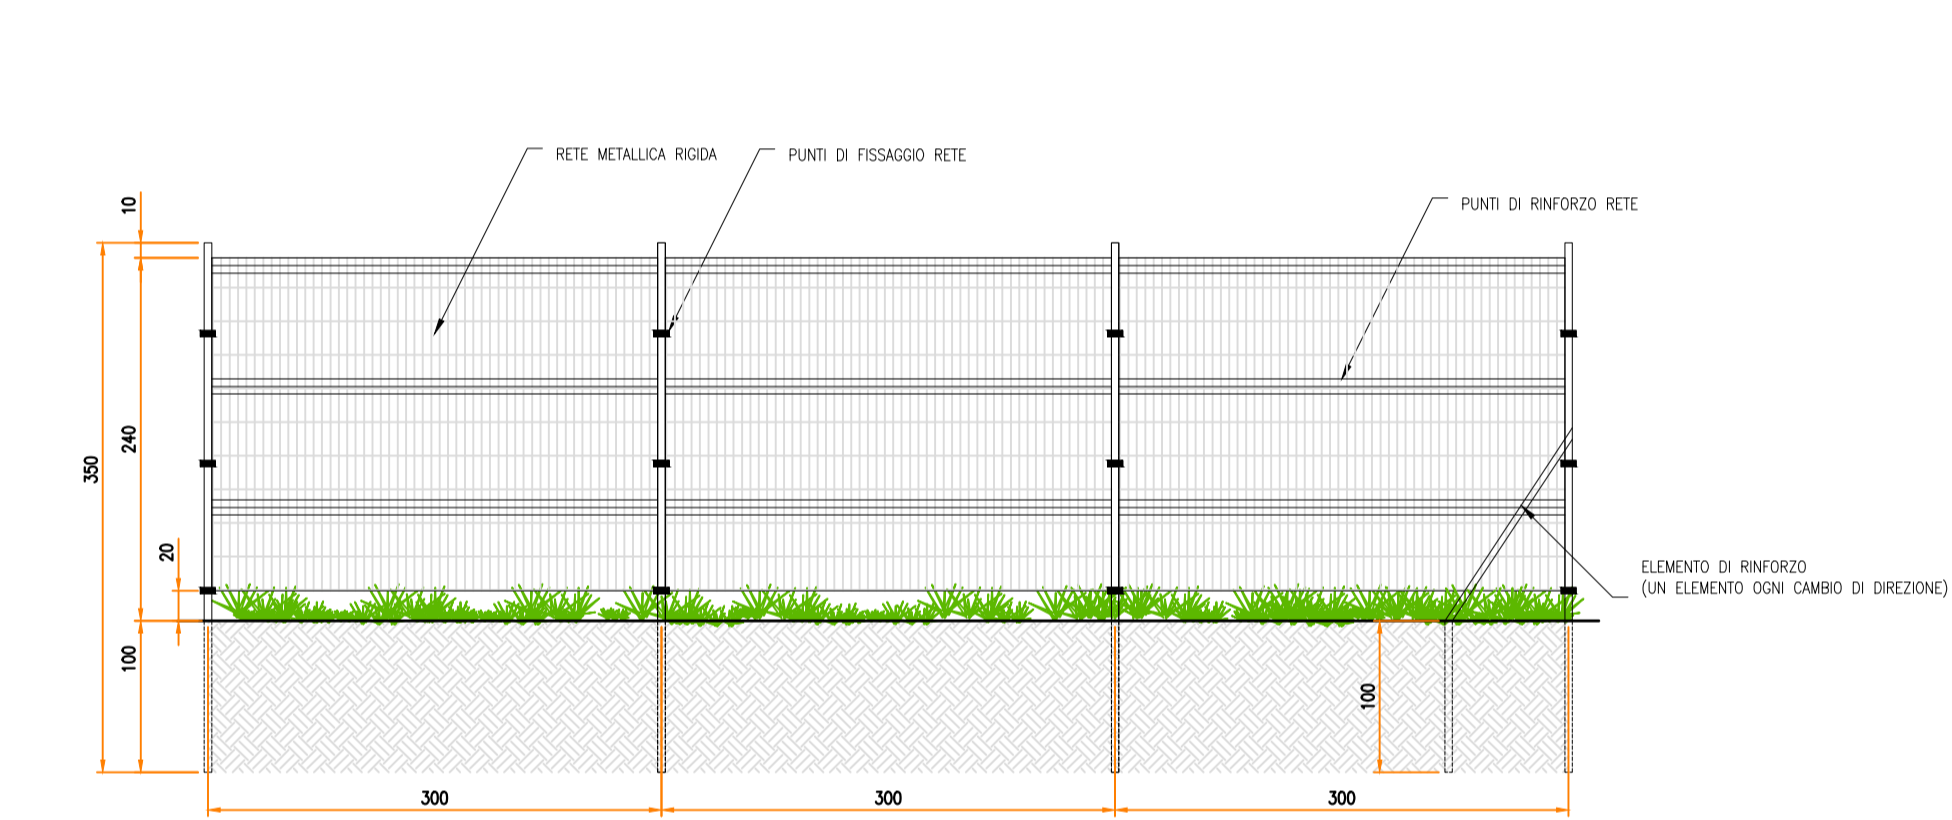 RETE METALLICA RIGIDA
PUNTI DI FISSAGGIO RETE
PUNTI DI RINFORZO RETE
10
240
350
20
100
ELEMENTO DI RINFORZO
(UN ELEMENTO OGNI CAMBIO DI DIREZIONE)
100
300
300
300